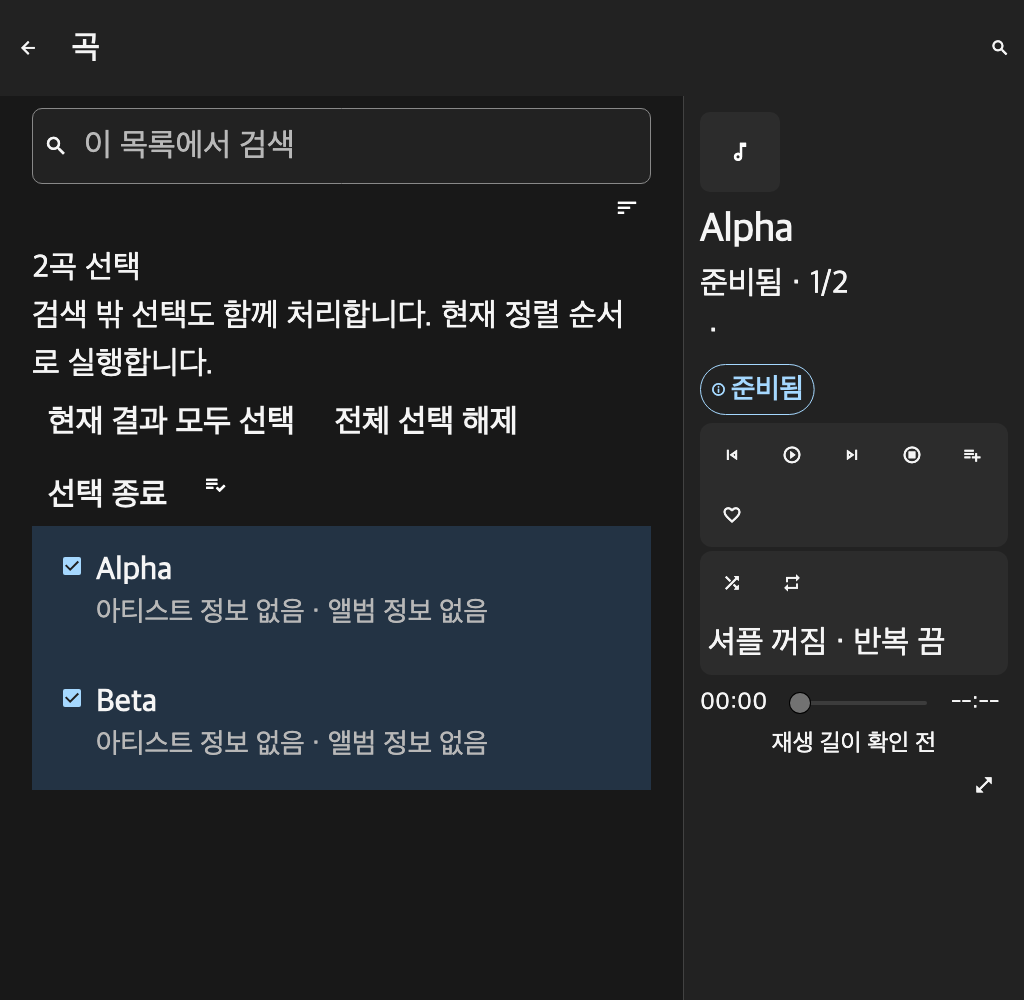 곡
이 목록에서 검색
2곡 선택
검색 밖 선택도 함께 처리합니다. 현재 정렬 순서
로 실행합니다.
현재 결과 모두 선택 전체 선택 해제
선택 종료
Alpha
아티스트 정보 없음 · 앨범 정보 없음
Beta
아티스트 정보 없음 · 앨범 정보 없음
Alpha
준비됨 · 1/2
·
준비됨
셔플 꺼짐 · 반복 끔
00:00 --:--
재생 길이 확인 전